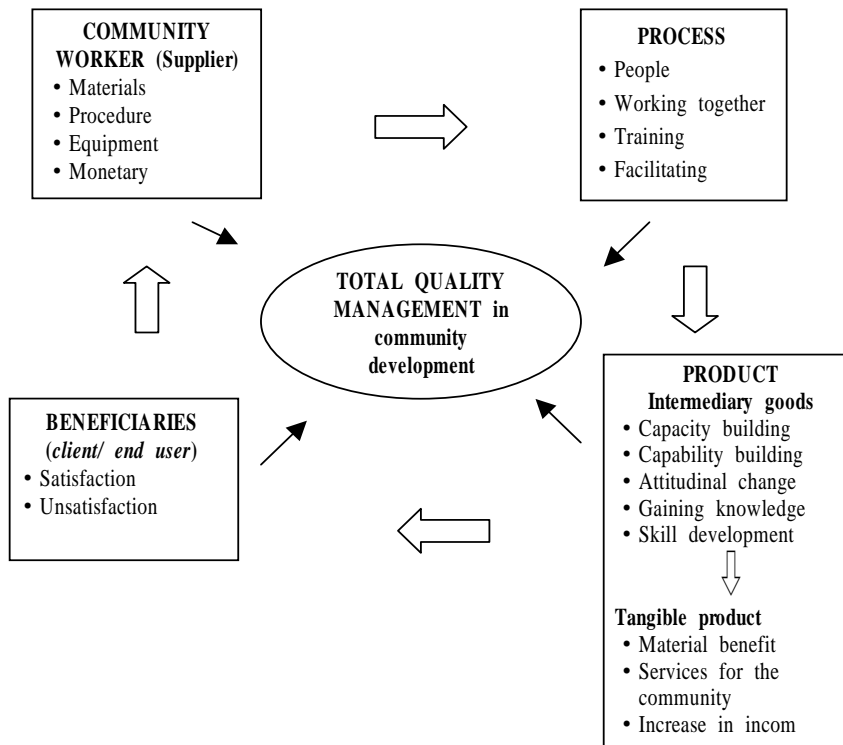 COMMUNITY
WORKER (Supplier)
• Materials
• Procedure
• Equipment
• Monetary
PROCESS
• People
• Working together
• Training
• Facilitating
TOTAL QUALITY
MANAGEMENT in
community
development
BENEFICIARIES
(client/ end user)
• Satisfaction
• Unsatisfaction
PRODUCT
Intermediary goods
• Capacity building
• Capability building
• Attitudinal change
• Gaining knowledge
• Skill development
Tangible product
• Material benefit
• Services for the
community
• Increase in incom